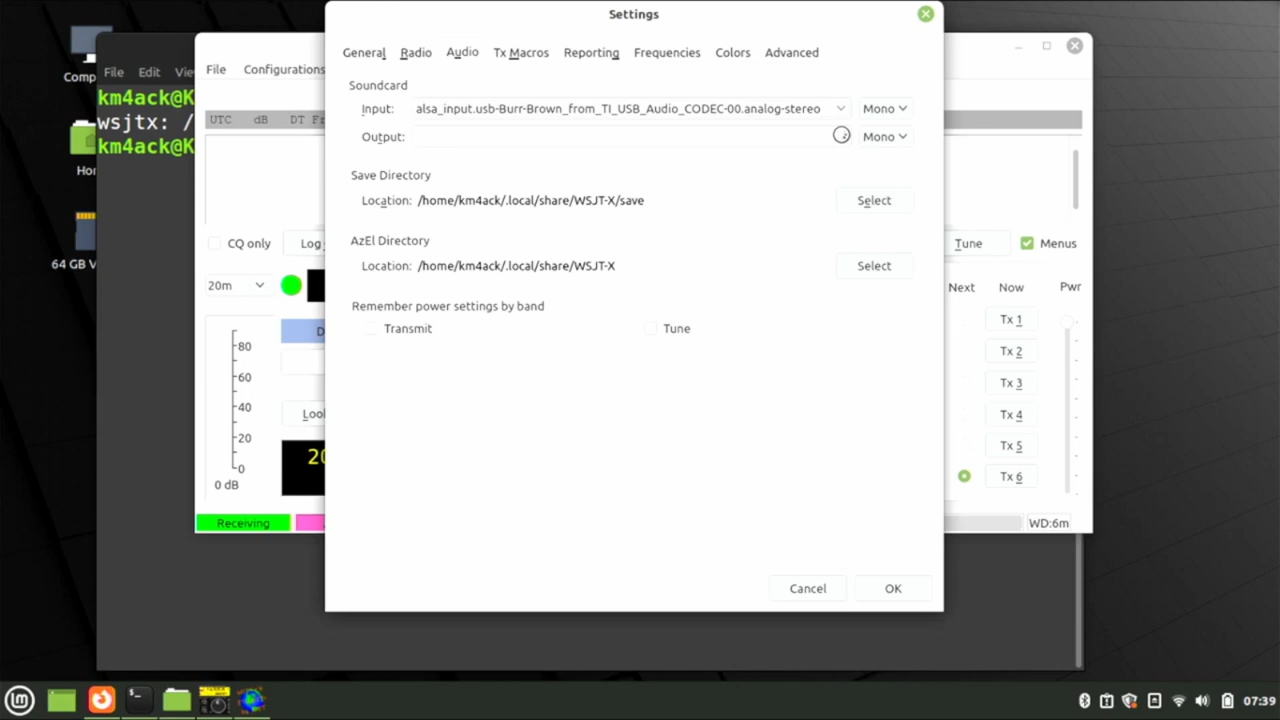 Settings
General Radio Audio Tx Macros Reporting Frequencies Colors Advanced
Soundcard
Input: alsa_input.usb-Burr-Brown_from_TI_USB_Audio_CODEC-00.analog-stereo Mono
Output: Mono
Save Directory
Location: /home/km4ack/.local/share/WSJT-X/save Select
AzEl Directory
Location: /home/km4ack/.local/share/WSJT-X Select
Remember power settings by band
Transmit Tune
Cancel OK
File Configurations
UTC dB DT
CQ only Log Tune Menus
20m
Next Now Pwr
Tx 1
Tx 2
Tx 3
Tx 4
Tx 5
Tx 6
80
60
40
20
0
0 dB
20
Receiving WD:6m
File Edit
km4ack@K
wsjtx: /
km4ack@K
64 GB
07:39